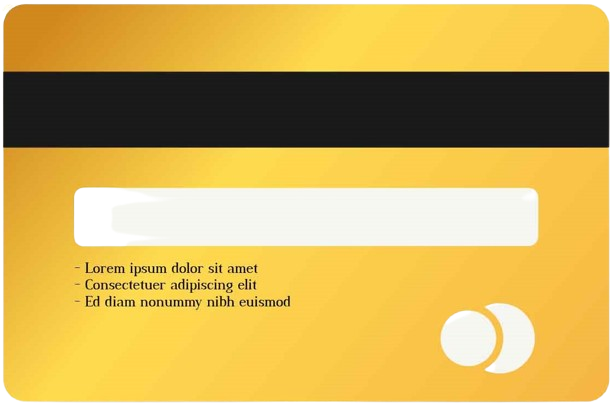 - Lorem ipsum dolor sit amet
- Consectetuer adipiscing elit
- Ed diam nonummy nibh euismod